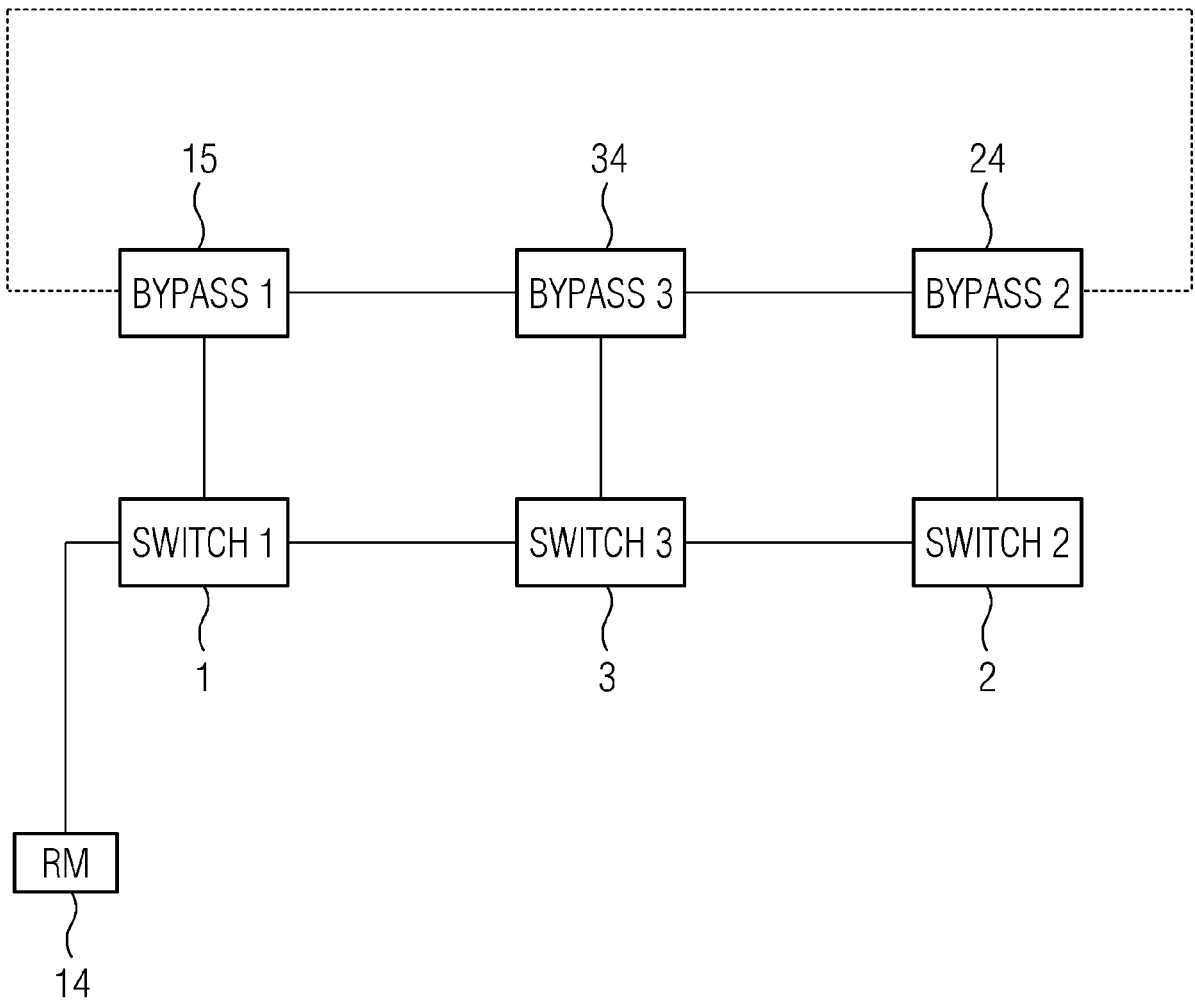 15
34
24
BYPASS 1
BYPASS 3
BYPASS 2
SWITCH 1
SWITCH 3
SWITCH 2
1
3
2
RM
14